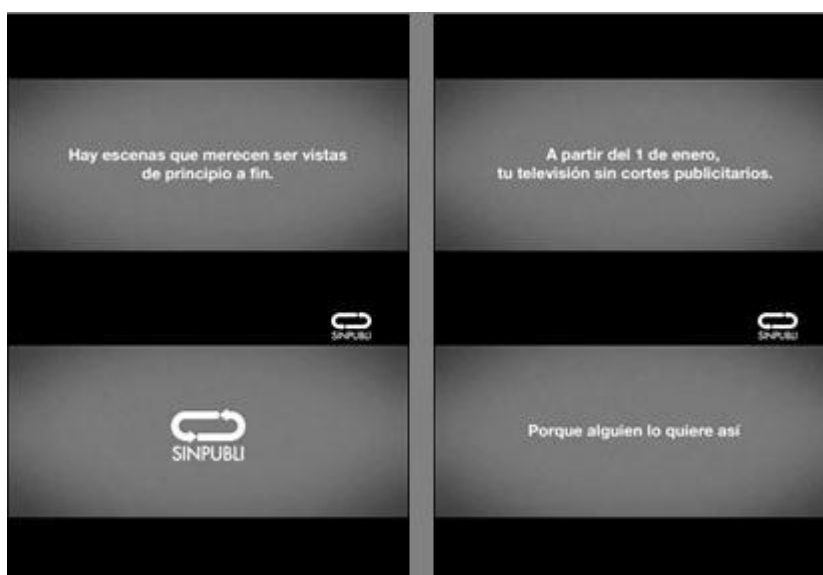 Hay escenas que merecen ser vistas
de principio a fin.
A partir del 1 de enero,
tu televisión sin cortes publicitarios.
SINPUBLI
SINPUBLI
SINPUBLI
Porque alguien lo quiere así